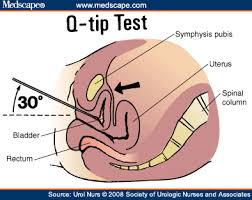 Medscape® www.medscape.com
Q-tip Test
Symphysis pubis
Uterus
30°
Spinal
column
Bladder
Rectum
Source: Urol Nurs © 2008 Society of Urologic Nurses and Associates